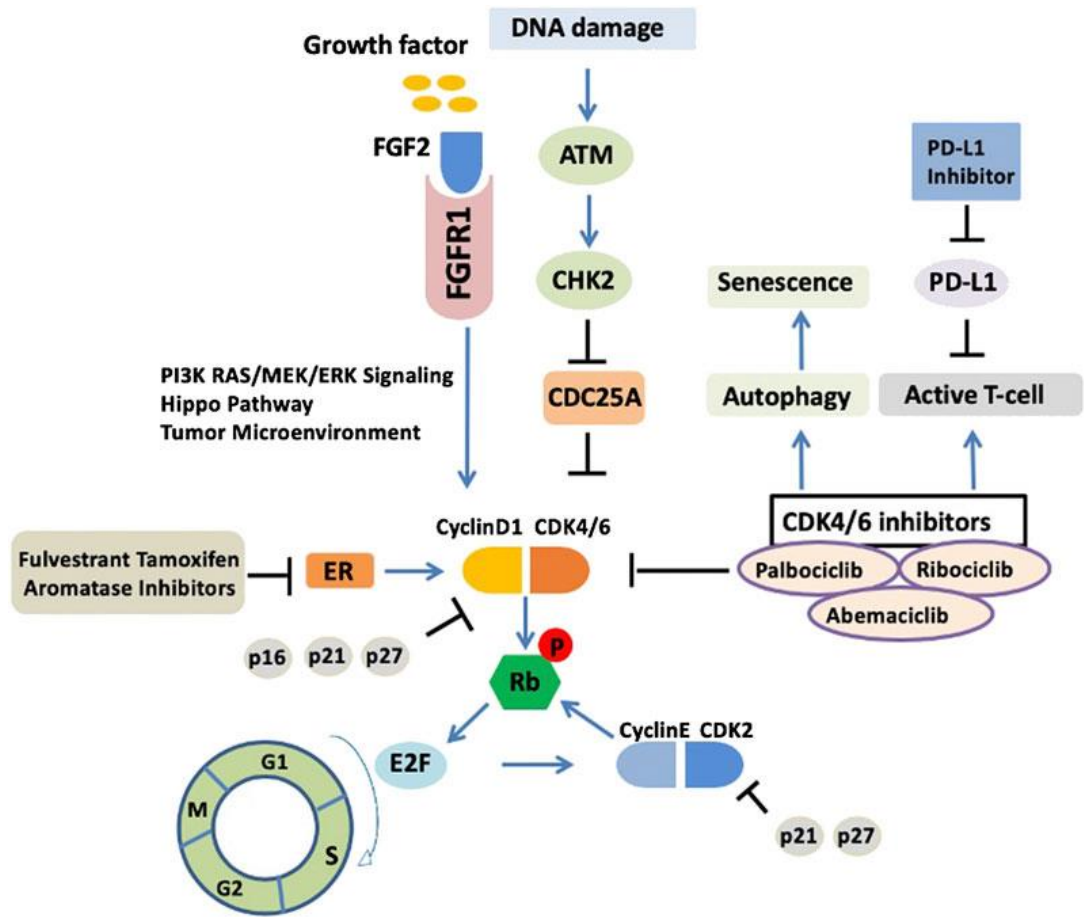 DNA damage
Growth factor
FGF2
FGFR1
ATM
CHK2
CDC25A
PD-L1
Inhibitor
PD-L1
Senescence
Autophagy
Active T-cell
PI3K RAS/MEK/ERK Signaling
Hippo Pathway
Tumor Microenvironment
CyclinD1 CDK4/6
CDK4/6 inhibitors
Palbociclib
Ribociclib
Abemaciclib
Fulvestrant Tamoxifen
Aromatase Inhibitors
ER
p16 p21 p27
P
Rb
E2F
CyclinE CDK2
p21 p27
G1
M
S
G2